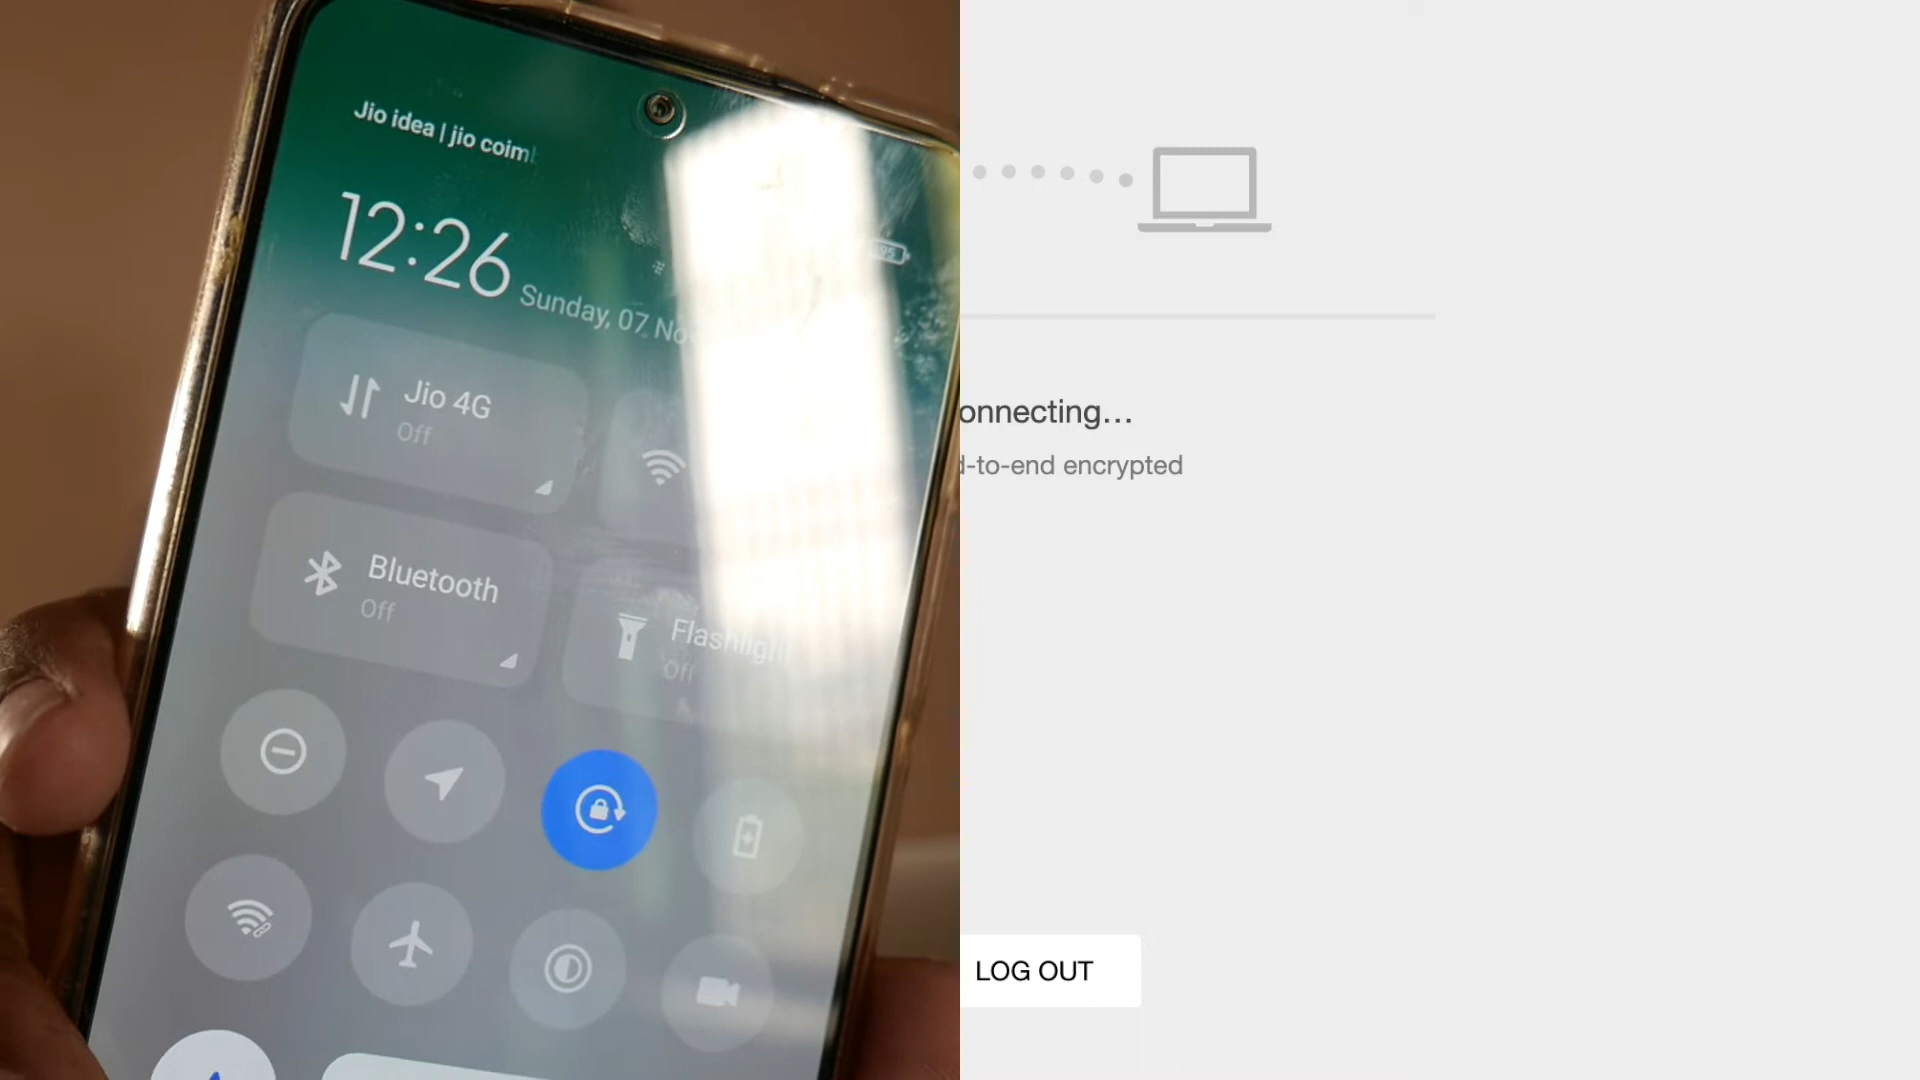 Jio idea | jio coim
12:26
Sunday, 07 No
Jio 4G
Off
Bluetooth
Off
Flashlight
Off
onnecting...
d-to-end encrypted
LOG OUT